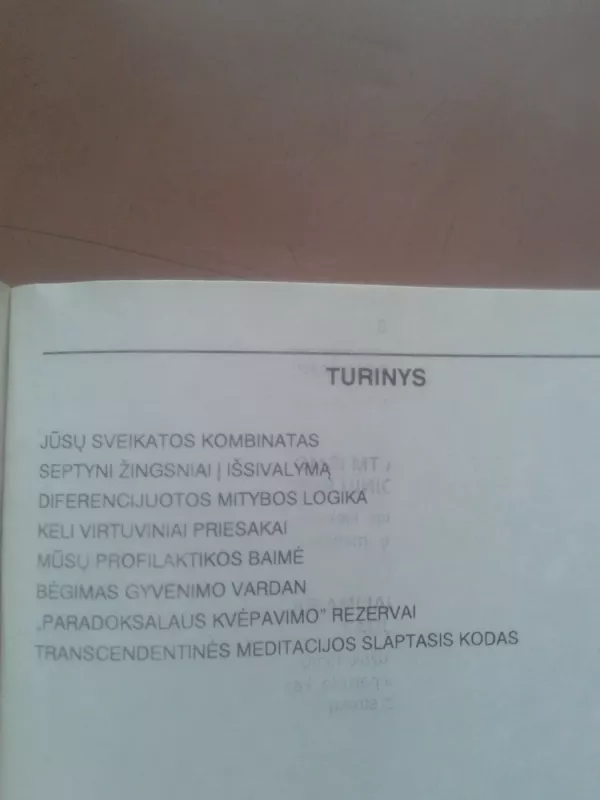 TURINYS
JŪSŲ SVEIKATOS KOMBINATAS
SEPTYNI ŽINGSNIAI Į IŠSIVALYMĄ
DIFERENCIJUOTOS MITYBOS LOGIKA
KELI VIRTUVINIAI PRIESAKAI
MŪSŲ PROFILAKTIKOS BAIMĖ
BĖGIMAS GYVENIMO VARDAN
„PARADOKSALAUS KVĖPAVIMO" REZERVAI
TRANSCENDENTINĖS MEDITACIJOS SLAPTASIS KODAS